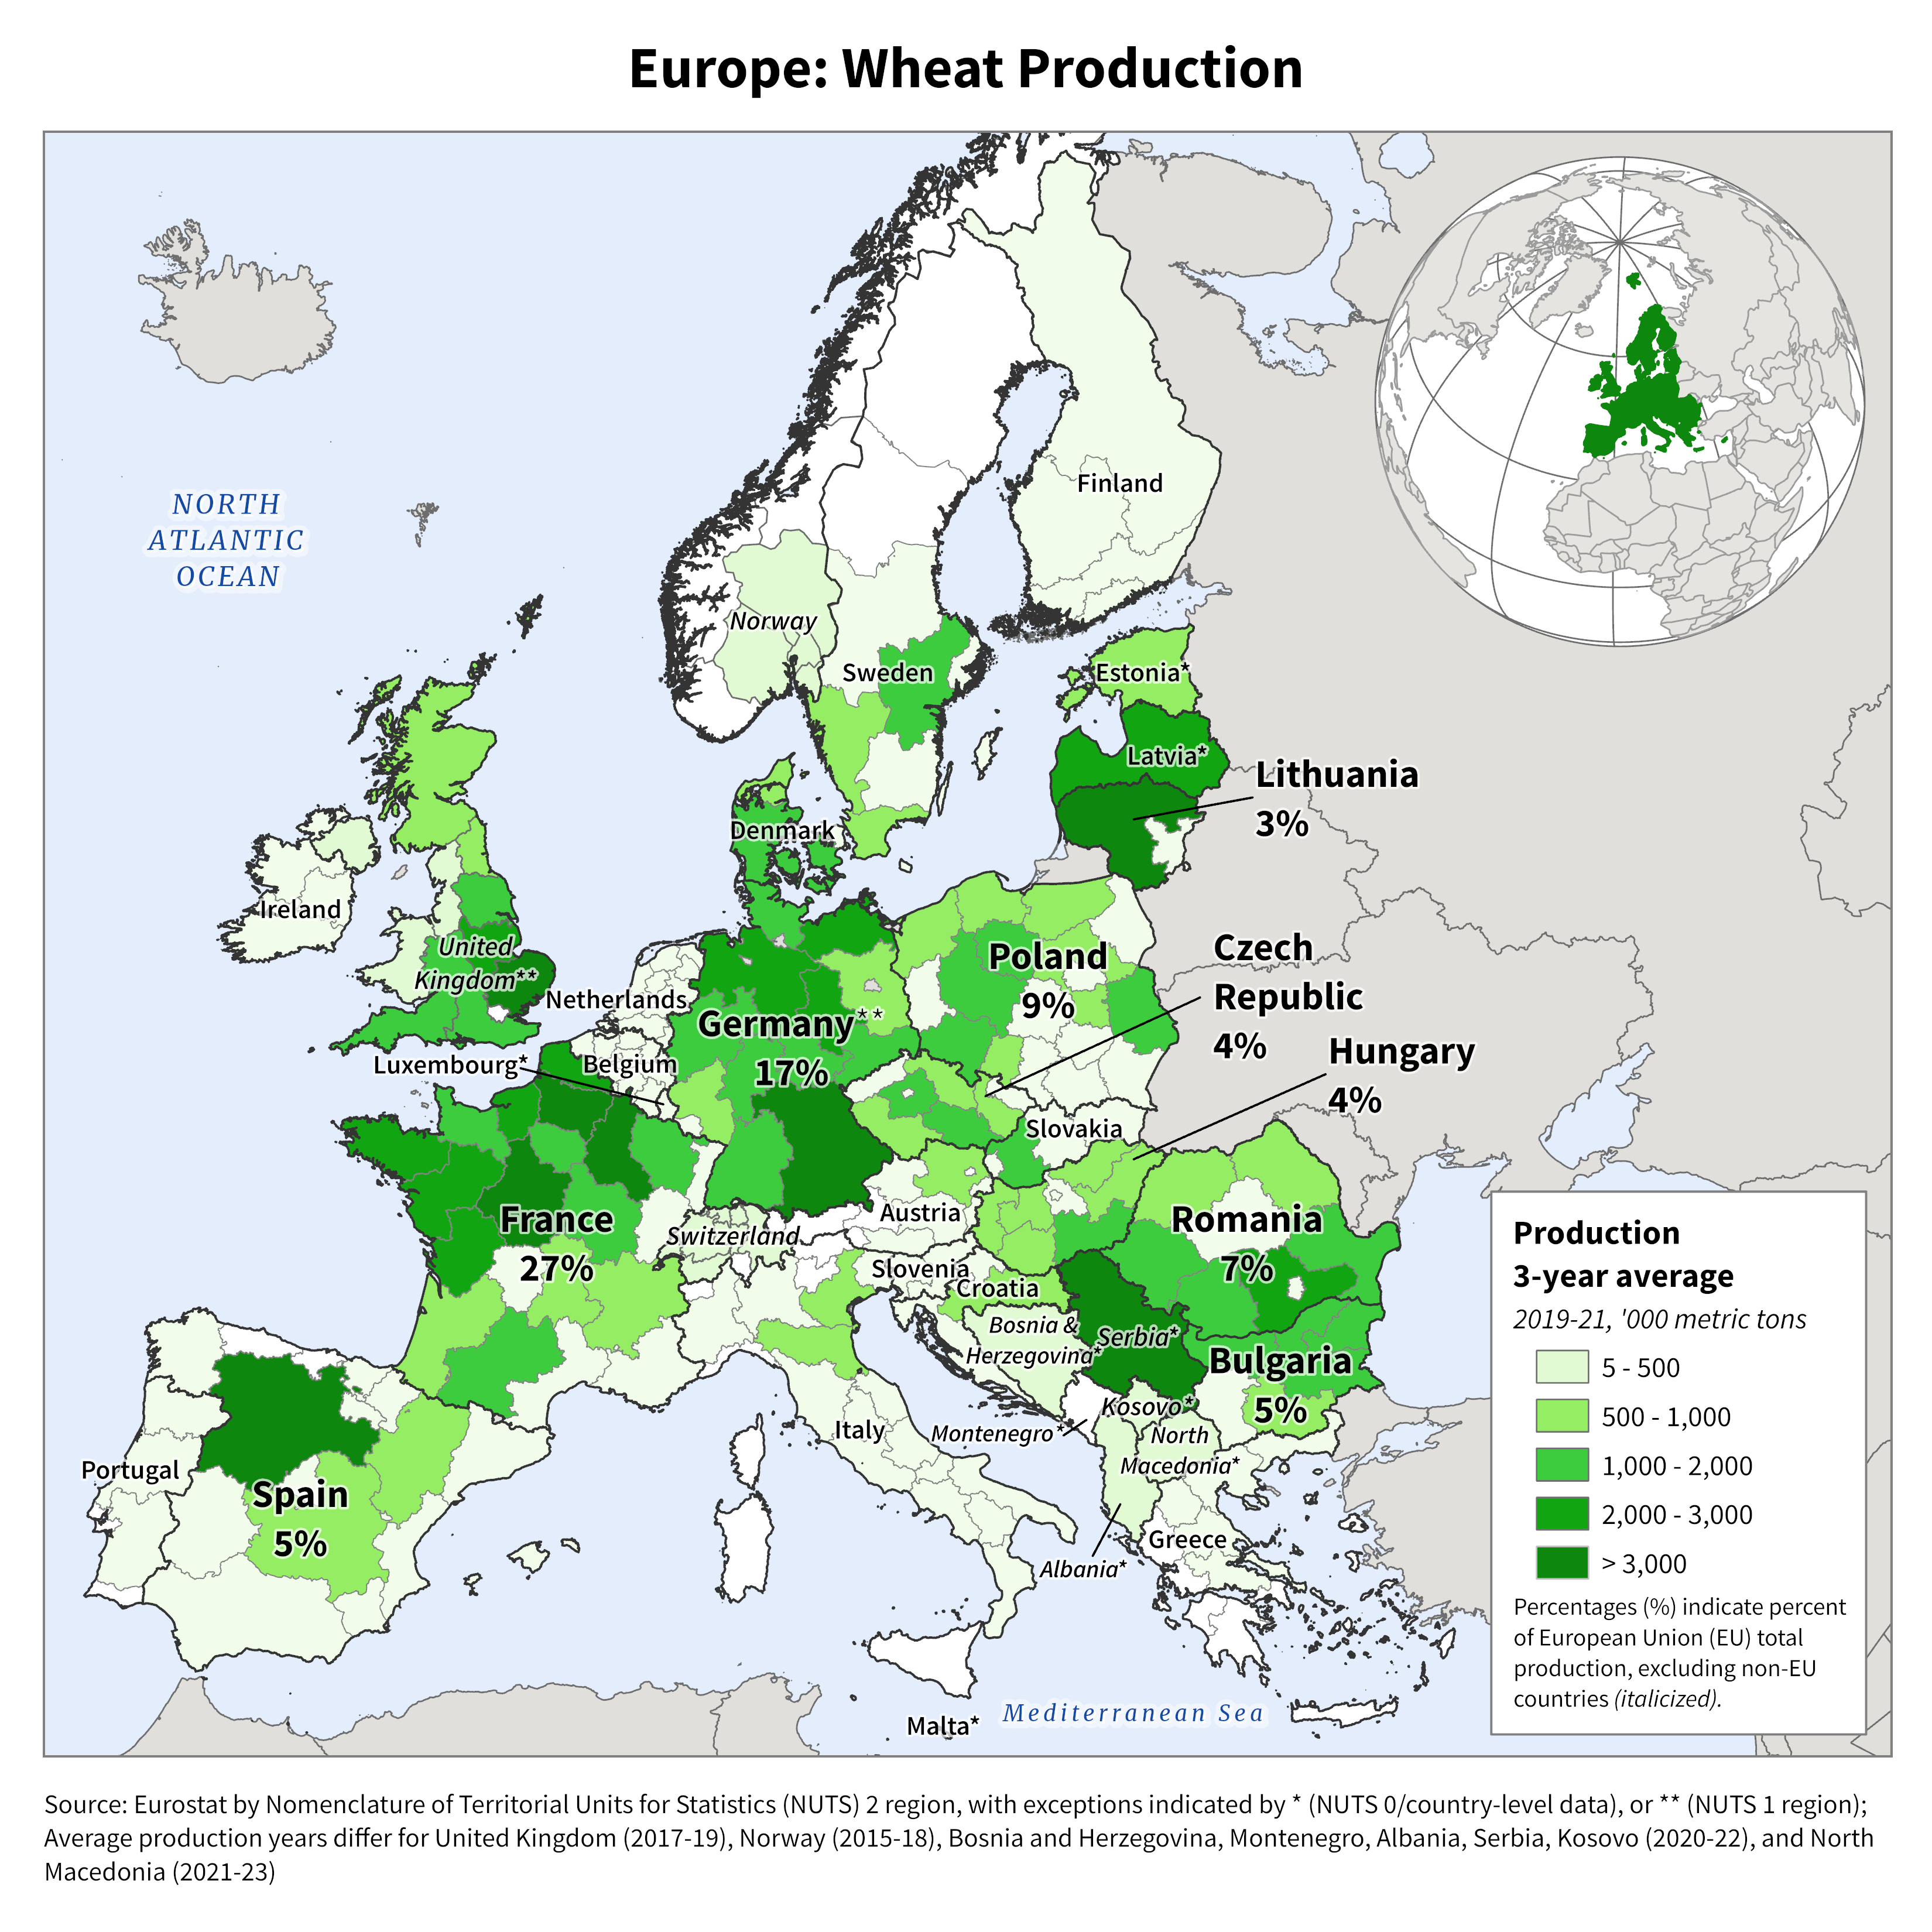 Europe: Wheat Production
NORTH
ATLANTIC
OCEAN
Finland
Norway
Sweden
Estonia*
Latvia*
Lithuania
3%
Denmark
Ireland
United
Kingdom**
Netherlands
Poland
9%
Czech
Republic
4%
Germany**
17%
Hungary
4%
Luxembourg*
Belgium
Slovakia
France
27%
Switzerland
Austria
Romania
7%
Slovenia
Croatia
Bosnia &
Herzegovina*
Serbia*
Bulgaria
5%
Kosovo*
Montenegro*
North
Macedonia*
Italy
Portugal
Spain
5%
Greece
Albania*
Malta*
Mediterranean Sea
Production
3-year average
2019-21, '000 metric tons
5 - 500
500 - 1,000
1,000 - 2,000
2,000 - 3,000
> 3,000
Percentages (%) indicate percent
of European Union (EU) total
production, excluding non-EU
countries (italicized).
Source: Eurostat by Nomenclature of Territorial Units for Statistics (NUTS) 2 region, with exceptions indicated by * (NUTS 0/country-level data), or ** (NUTS 1 region);
Average production years differ for United Kingdom (2017-19), Norway (2015-18), Bosnia and Herzegovina, Montenegro, Albania, Serbia, Kosovo (2020-22), and North
Macedonia (2021-23)